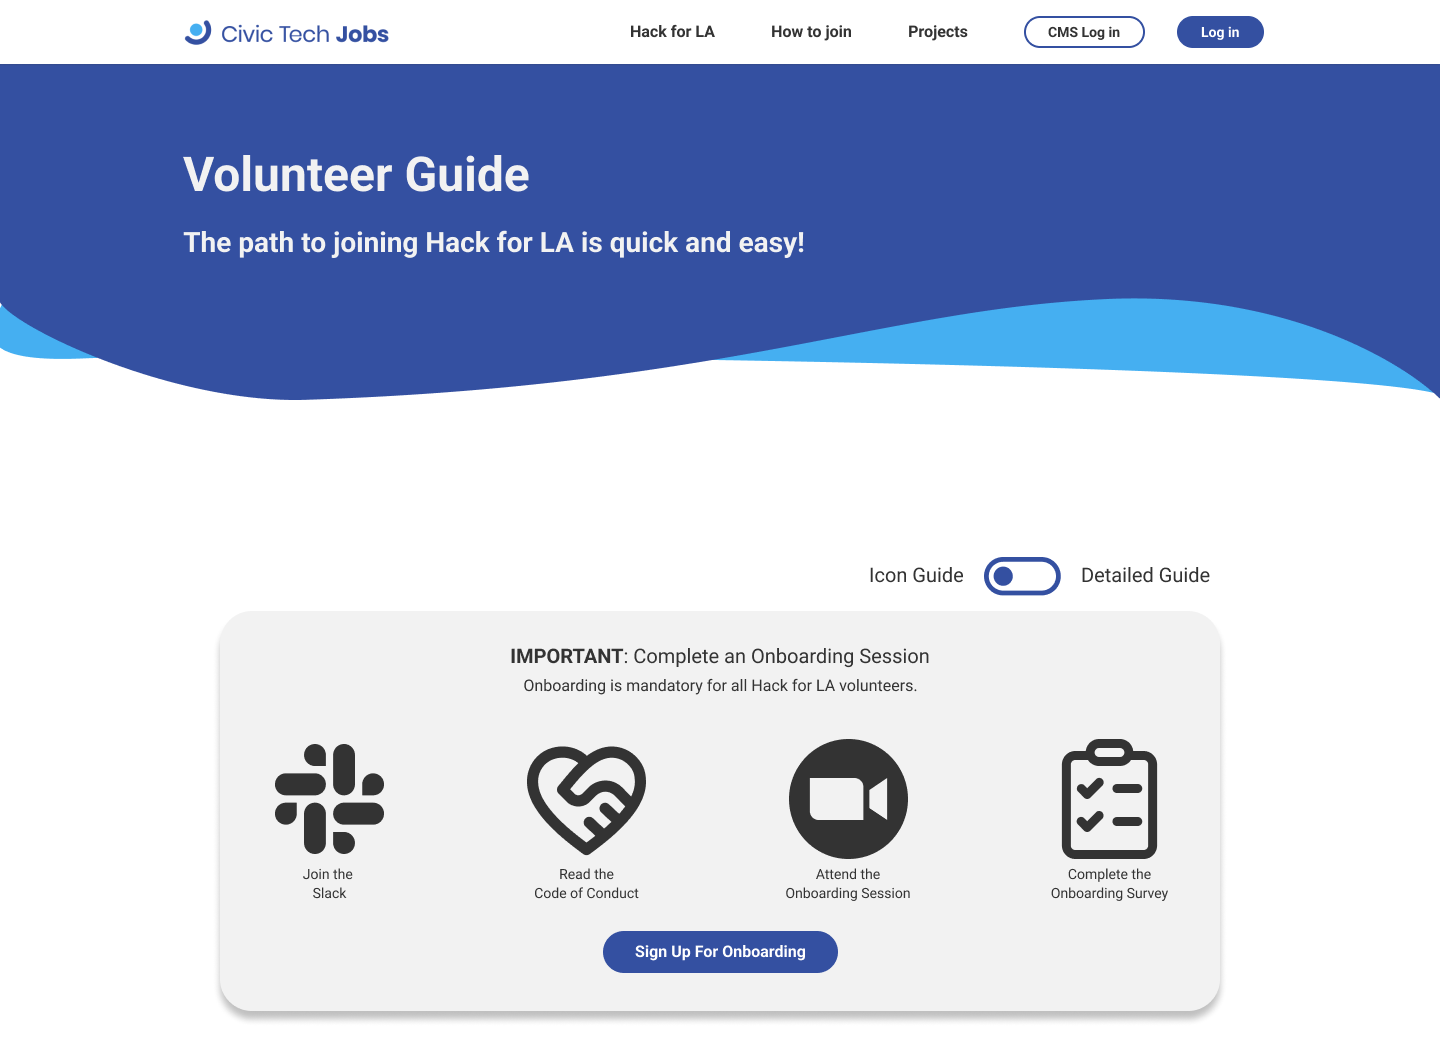 Civic Tech Jobs
Hack for LA
How to join
Projects
CMS Log in
Log in
Volunteer Guide
The path to joining Hack for LA is quick and easy!
Icon Guide
Detailed Guide
IMPORTANT: Complete an Onboarding Session
Onboarding is mandatory for all Hack for LA volunteers.
Join the
Slack
Read the
Code of Conduct
Attend the
Onboarding Session
Complete the
Onboarding Survey
Sign Up For Onboarding